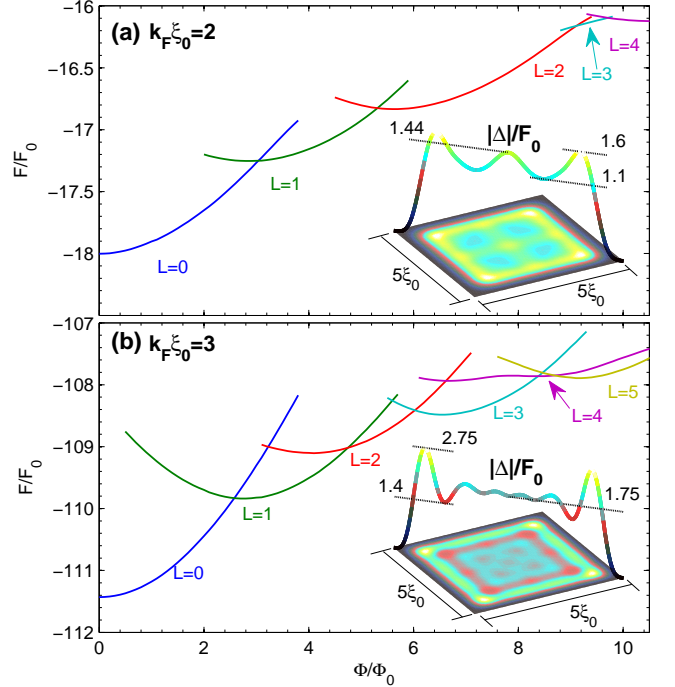 (a) k_Fξ_0=2
F/F_0
-16
-16.5
-17
-17.5
-18
L=0
L=1
L=2
L=3
L=4
|Δ|/F_0
1.44
1.6
1.1
5ξ_0
5ξ_0
(b) k_Fξ_0=3
F/F_0
-107
-108
-109
-110
-111
-112
L=0
L=1
L=2
L=3
L=4
L=5
|Δ|/F_0
2.75
1.4
1.75
5ξ_0
5ξ_0
0 2 4 6 8 10
Φ/Φ_0